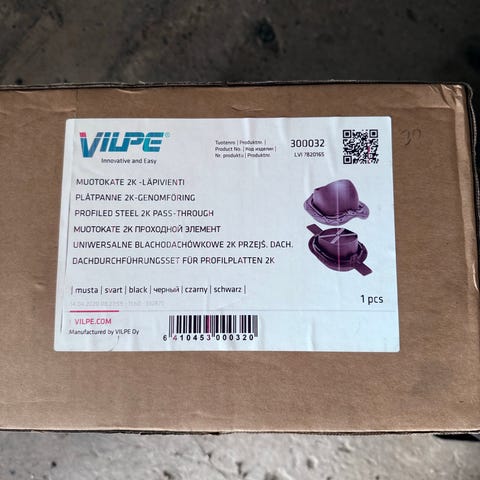 VILPE®
Innovative and Easy
Tuotenro | Produktnr.
Product No. | Код изделии |
Nr. produktu | Produktnr.
300032
LVI 7820165
MUOTOKATE 2K -LÄPIVIENTI
PLÅTPANNE 2K-GENOMFÖRING
PROFILED STEEL 2K PASS-THROUGH
МUOTOKATE 2K ПРОХОДНОЙ ЭЛЕМЕНТ
UNIWERSALNE BLACHODACHÓWKOWE 2K PRZEJŚ. DACH.
DACHDURCHFÜHRUNGSSET FÜR PROFILPLATTEN 2K
| musta | svart | black | черный | czarny | schwarz |
1 pcs
VILPE.COM
Manufactured by VILPE Oy
6 410453 000320